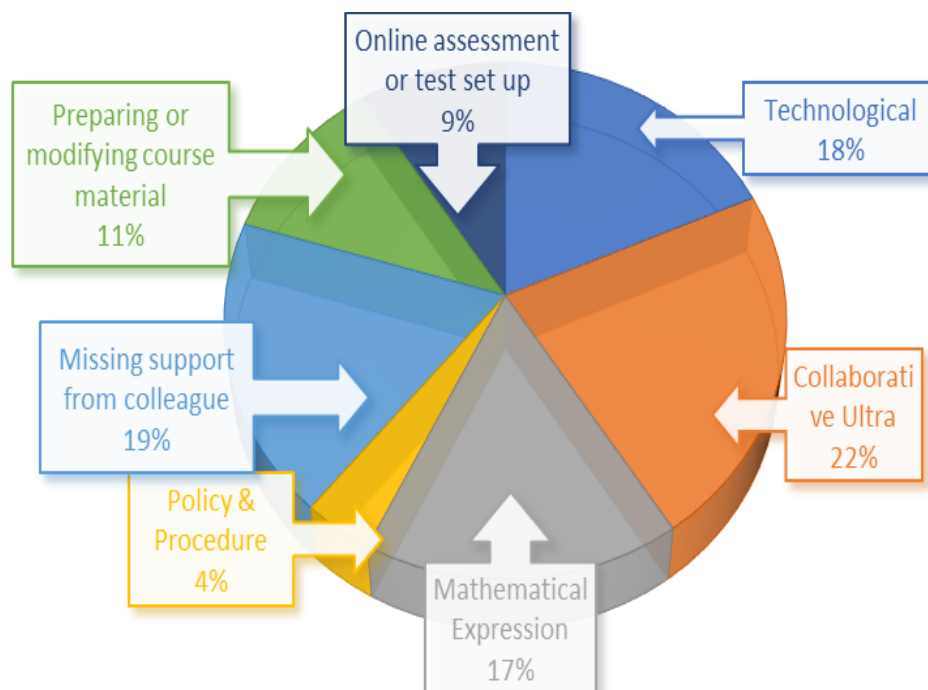 Online assessment
or test set up
9%
Technological
18%
Preparing or
modifying course
material
11%
Missing support
from colleague
19%
Collaborati
ve Ultra
22%
Policy &
Procedure
4%
Mathematical
Expression
17%